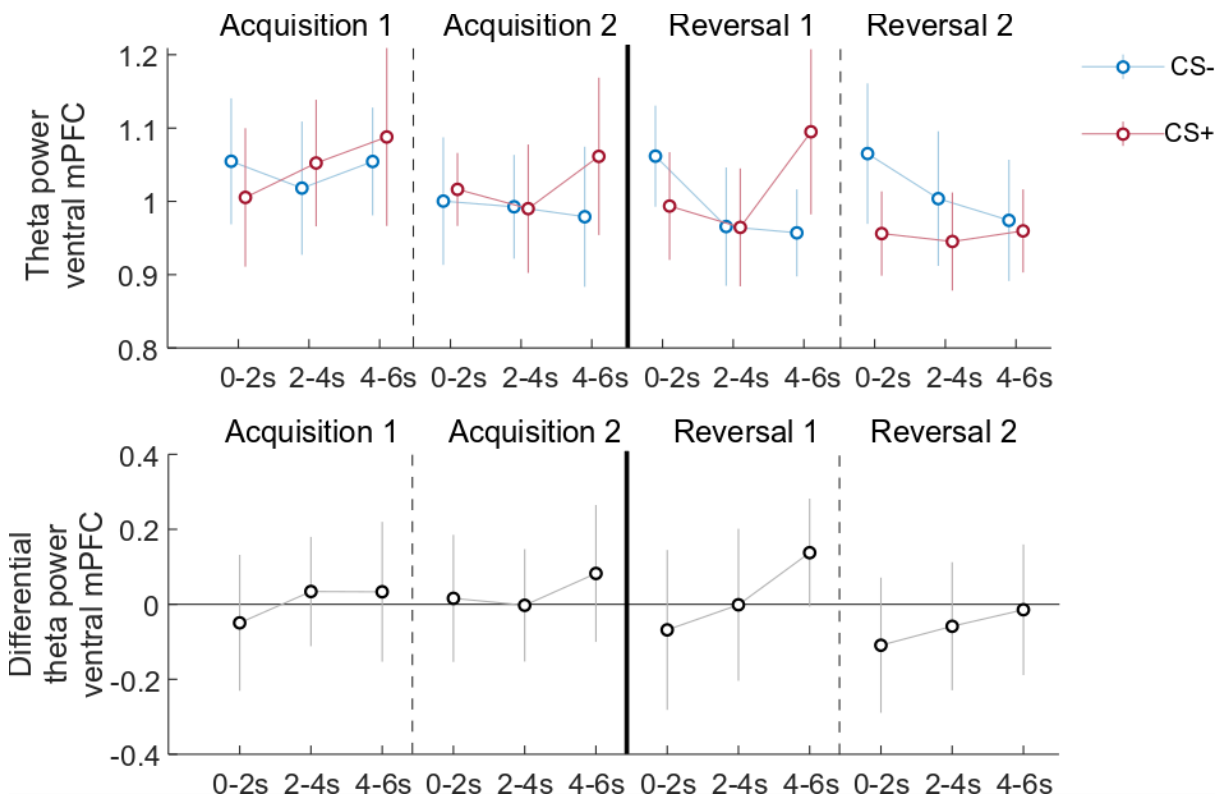 Acquisition 1 Acquisition 2 Reversal 1 Reversal 2
CS-
CS+
Theta power
ventral mPFC
1.2
1.1
1
0.9
0.8
0-2s 2-4s 4-6s 0-2s 2-4s 4-6s 0-2s 2-4s 4-6s 0-2s 2-4s 4-6s
Acquisition 1 Acquisition 2 Reversal 1 Reversal 2
Differential
theta power
ventral mPFC
0.4
0.2
0
-0.2
-0.4
0-2s 2-4s 4-6s 0-2s 2-4s 4-6s 0-2s 2-4s 4-6s 0-2s 2-4s 4-6s